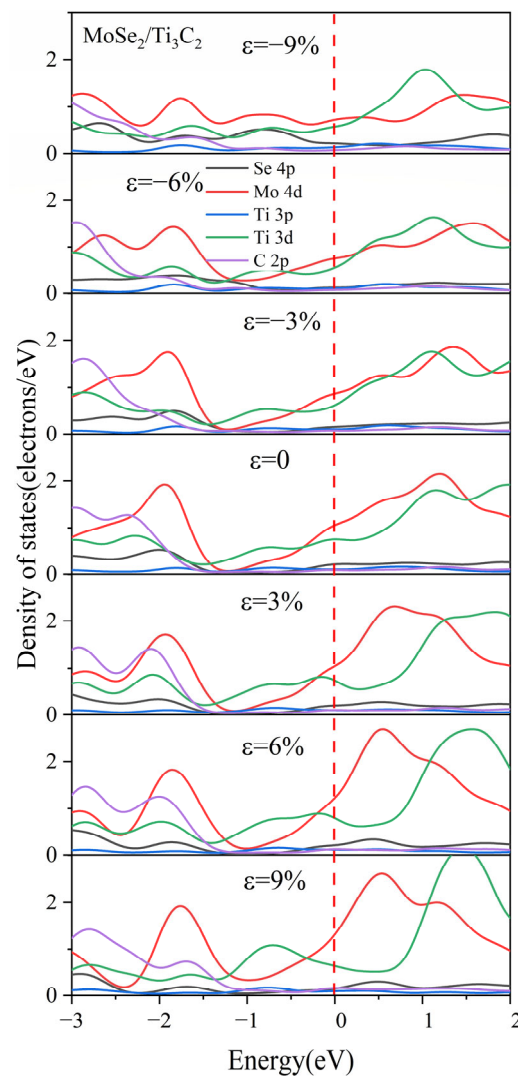 MoSe₂/Ti₃C₂
ε=−9%
2
0
ε=−6%
Se 4p
Mo 4d
Ti 3p
Ti 3d
C 2p
2
0
ε=−3%
2
0
ε=0
2
0
ε=3%
2
0
ε=6%
2
0
ε=9%
2
0
Density of states(electrons/eV)
−3 −2 −1 0 1 2
Energy(eV)